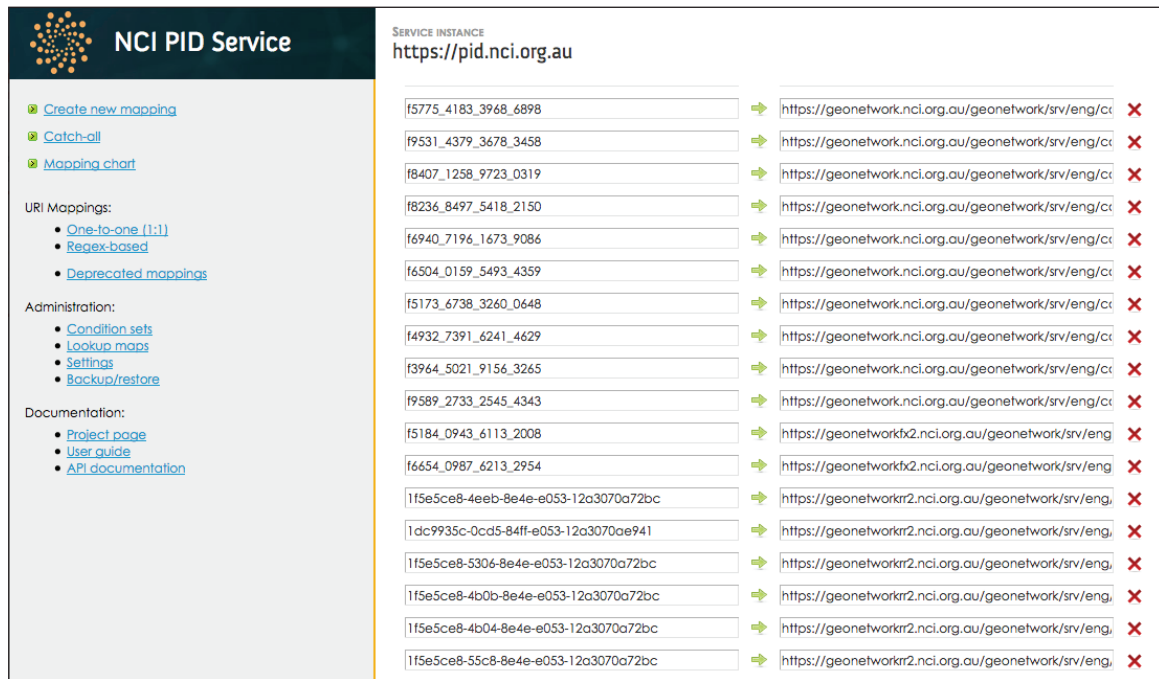 NCI PID Service
Create new mapping
Catch-all
Mapping chart
URI Mappings:
One-to-one (1:1)
Regex-based
Deprecated mappings
Administration:
Condition sets
Lookup maps
Settings
Backup/restore
Documentation:
Project page
User guide
API documentation
SERVICE INSTANCE
https://pid.nci.org.au
f5775_4183_3968_6898 https://geonetwork.nci.org.au/geonetwork/srv/eng/cc
f9531_4379_3678_3458 https://geonetwork.nci.org.au/geonetwork/srv/eng/cc
f8407_1258_9723_0319 https://geonetwork.nci.org.au/geonetwork/srv/eng/cc
f8236_8497_5418_2150 https://geonetwork.nci.org.au/geonetwork/srv/eng/cc
f6940_7196_1673_9086 https://geonetwork.nci.org.au/geonetwork/srv/eng/cc
f6504_0159_5493_4359 https://geonetwork.nci.org.au/geonetwork/srv/eng/cc
f5173_6738_3260_0648 https://geonetwork.nci.org.au/geonetwork/srv/eng/cc
f4932_7391_6241_4629 https://geonetwork.nci.org.au/geonetwork/srv/eng/cc
f3964_5021_9156_3265 https://geonetwork.nci.org.au/geonetwork/srv/eng/cc
f9589_2733_2545_4343 https://geonetwork.nci.org.au/geonetwork/srv/eng/cc
f5184_0943_6113_2008 https://geonetworkfx2.nci.org.au/geonetwork/srv/eng
f6654_0987_6213_2954 https://geonetworkfx2.nci.org.au/geonetwork/srv/eng
1f5e5ce8-4eeb-8e4e-e053-12a3070a72bc https://geonetworkrr2.nci.org.au/geonetwork/srv/eng/
1dc9935c-0cd5-84ff-e053-12a3070ae941 https://geonetworkrr2.nci.org.au/geonetwork/srv/eng/
1f5e5ce8-5306-8e4e-e053-12a3070a72bc https://geonetworkrr2.nci.org.au/geonetwork/srv/eng/
1f5e5ce8-4b0b-8e4e-e053-12a3070a72bc https://geonetworkrr2.nci.org.au/geonetwork/srv/eng/
1f5e5ce8-4b04-8e4e-e053-12a3070a72bc https://geonetworkrr2.nci.org.au/geonetwork/srv/eng/
1f5e5ce8-55c8-8e4e-e053-12a3070a72bc https://geonetworkrr2.nci.org.au/geonetwork/srv/eng/